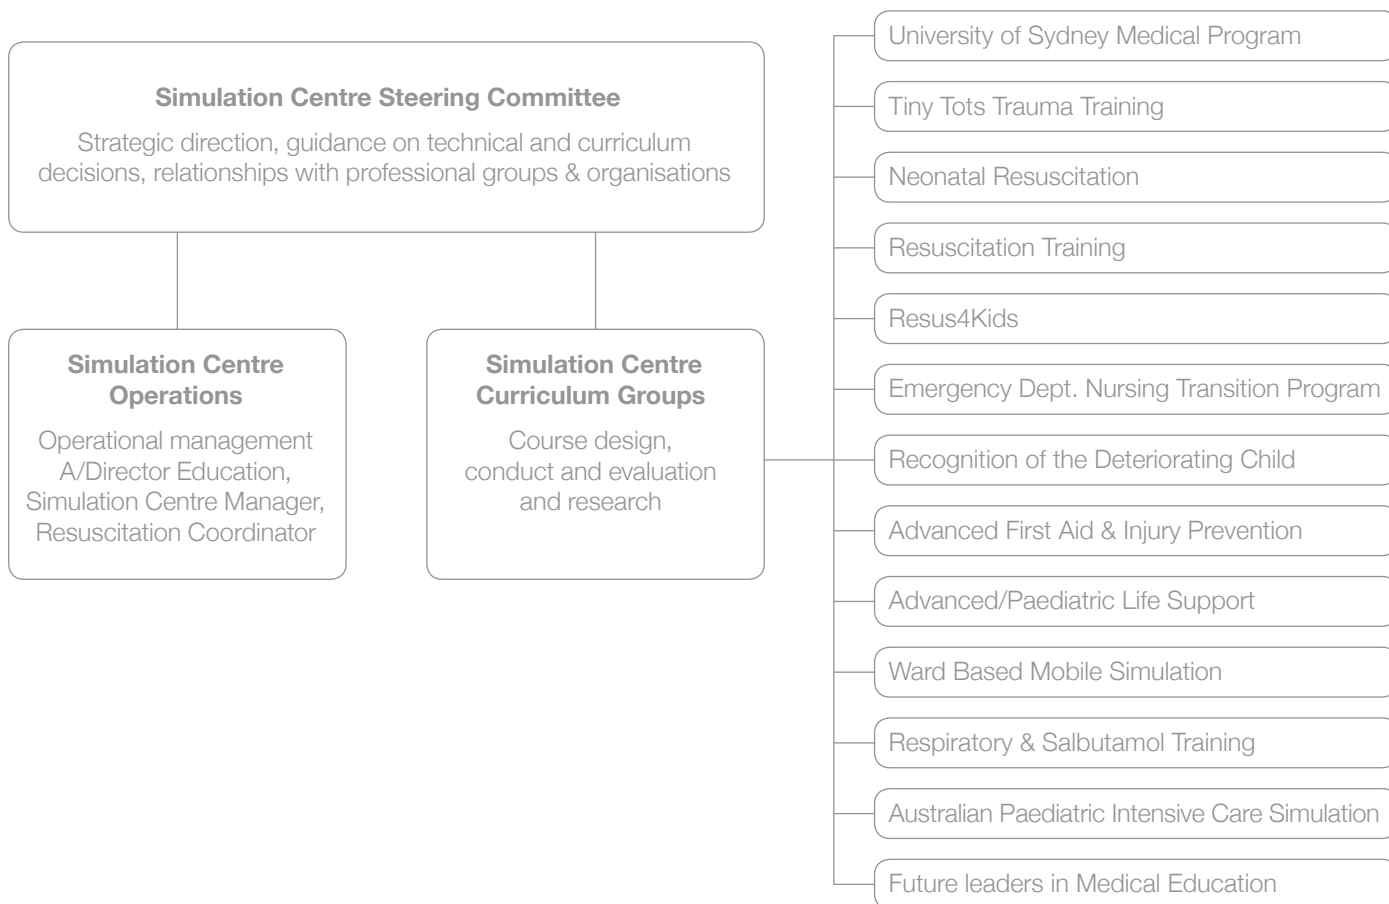 Simulation Centre Steering Committee
Strategic direction, guidance on technical and curriculum
decisions, relationships with professional groups & organisations
Simulation Centre
Operations
Operational management
A/Director Education,
Simulation Centre Manager,
Resuscitation Coordinator
Simulation Centre
Curriculum Groups
Course design,
conduct and evaluation
and research
University of Sydney Medical Program
Tiny Tots Trauma Training
Neonatal Resuscitation
Resuscitation Training
Resus4Kids
Emergency Dept. Nursing Transition Program
Recognition of the Deteriorating Child
Advanced First Aid & Injury Prevention
Advanced/Paediatric Life Support
Ward Based Mobile Simulation
Respiratory & Salbutamol Training
Australian Paediatric Intensive Care Simulation
Future leaders in Medical Education